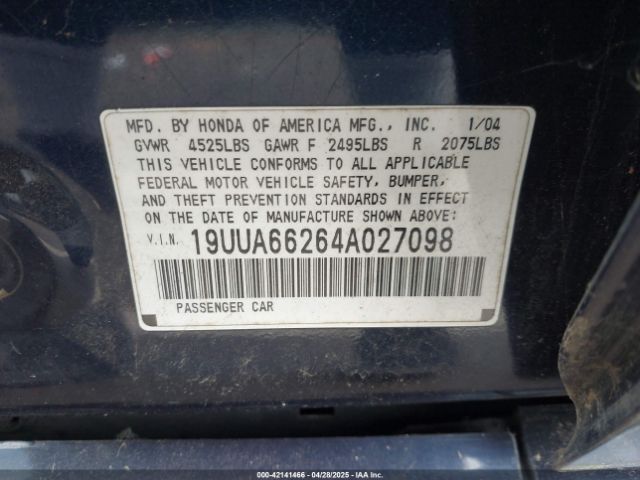 MFD. BY HONDA OF AMERICA MFG., INC. 1/04
GVWR 4525LBS GAWR F 2495LBS R 2075LBS
THIS VEHICLE CONFORMS TO ALL APPLICABLE
FEDERAL MOTOR VEHICLE SAFETY, BUMPER,
AND THEFT PREVENTION STANDARDS IN EFFECT
ON THE DATE OF MANUFACTURE SHOWN ABOVE:
V.I.N. 19UUA66264A027098
PASSENGER CAR
00-42141466 | 04/28/2025 - IAA Inc.